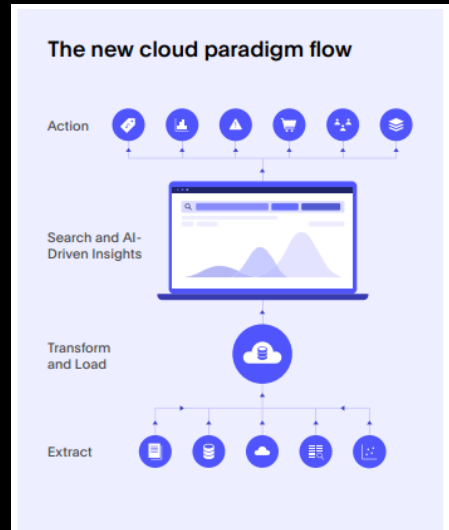 The new cloud paradigm flow
Action
Search and AI-
Driven Insights
Transform
and Load
Extract